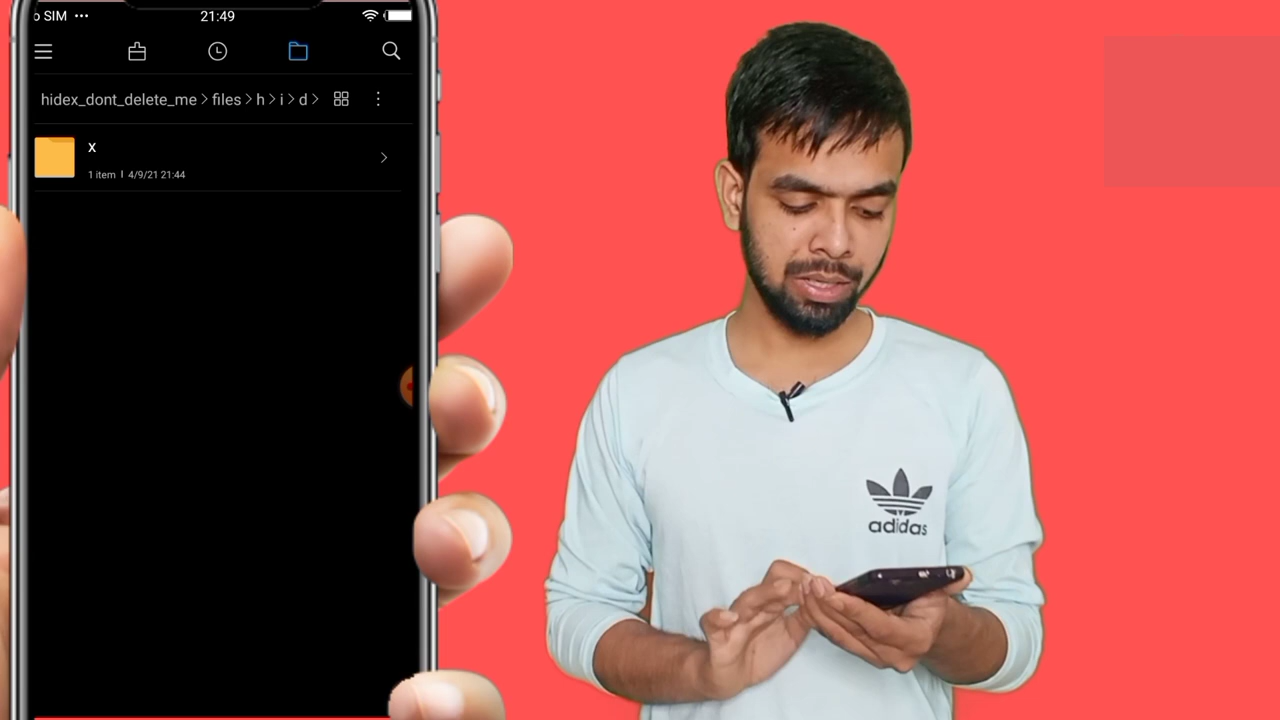 o SIM ...
21:49
hidex_dont_delete_me > files > h > i > d >
x
1 item | 4/9/21 21:44
adidas